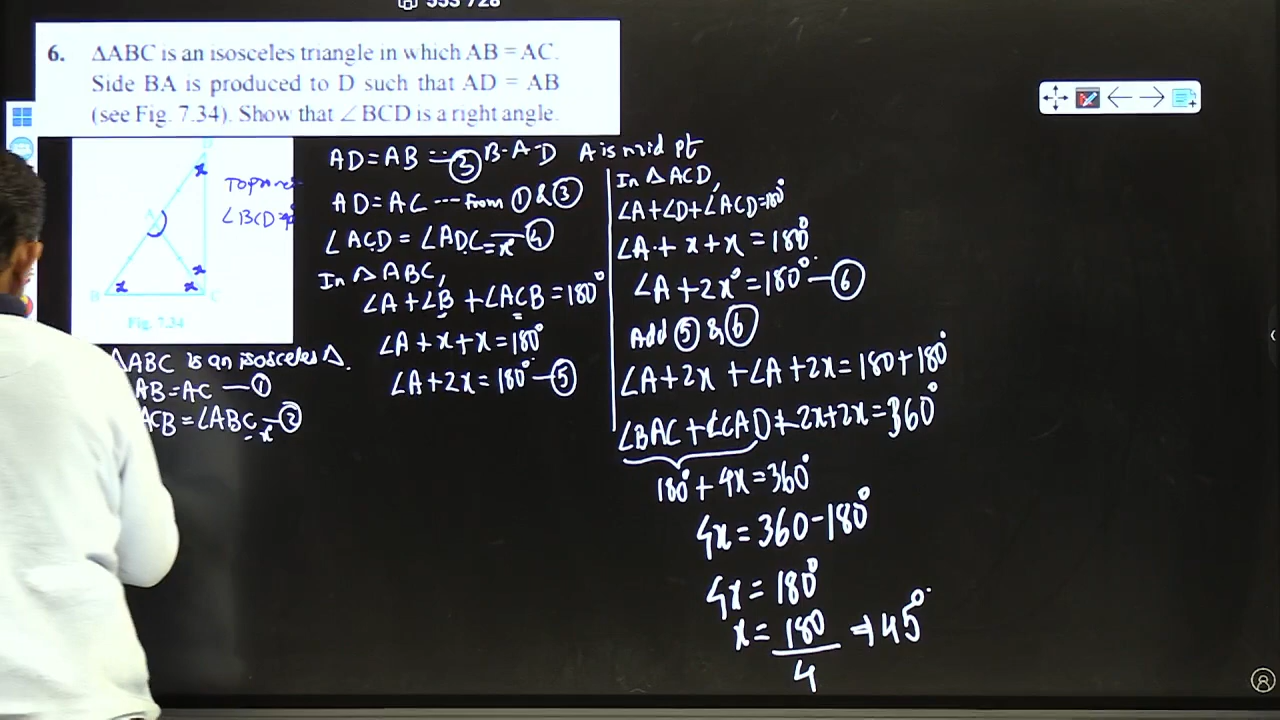 553 728
6. ΔABC is an isosceles triangle in which AB = AC.
Side BA is produced to D such that AD = AB
(see Fig. 7.34). Show that ∠BCD is a right angle.
x
A
x
B x x C
Fig. 7.34
∠BCD=
ΔABC is an isosceles Δ.
AB=AC —①
ACB=∠ABC=x —②
AD=AB ---③ B-A-D A is mid pt
AD=AC --- from ① & ③
∠ACD=∠ADC=x —④
In ΔABC,
∠A+∠B+∠ACB=180°
∠A+x+x=180°
∠A+2x=180° —⑤
In ΔACD,
∠A+∠D+∠ACD=180°
∠A+x+x=180°
∠A+2x°=180° —⑥
Add ⑤ & ⑥
∠A+2x+∠A+2x=180+180°
∠BAC+∠CAD+2x+2x=360°
180°+4x=360°
4x=360-180°
4x=180°
x=180/4 ⇒45°